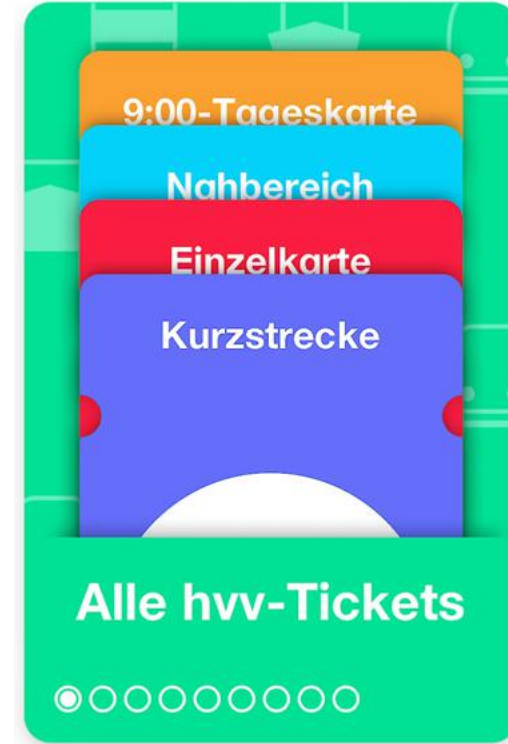 9:00-Tageskarte
Nahbereich
Einzelkarte
Kurzstrecke
Alle hvv-Tickets